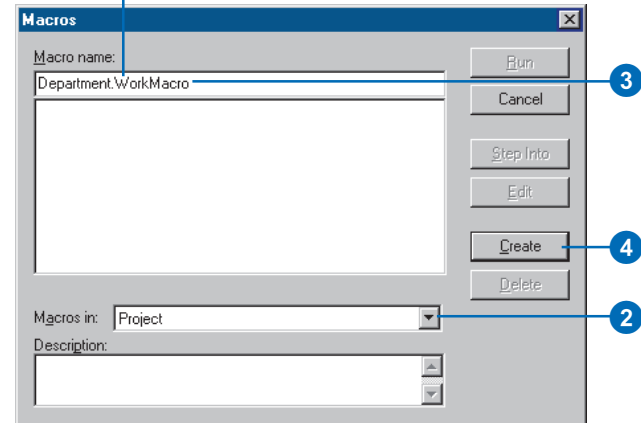 Macros
Macro name:
Run
Department.WorkMacro
3
Cancel
Step Into
Edit
Create
4
Delete
Macros in:
Project
2
Description: